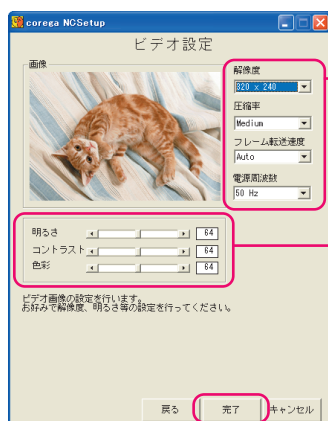 corega NCSetup
ビデオ設定
画像
解像度
320 x 240
圧縮率
Medium
フレーム転送速度
Auto
電源周波数
50 Hz
明るさ 64
コントラスト 64
色彩 64
ビデオ画像の設定を行います。
お好みで解像度、明るさ等の設定を行ってください。
戻る 完了 キャンセル